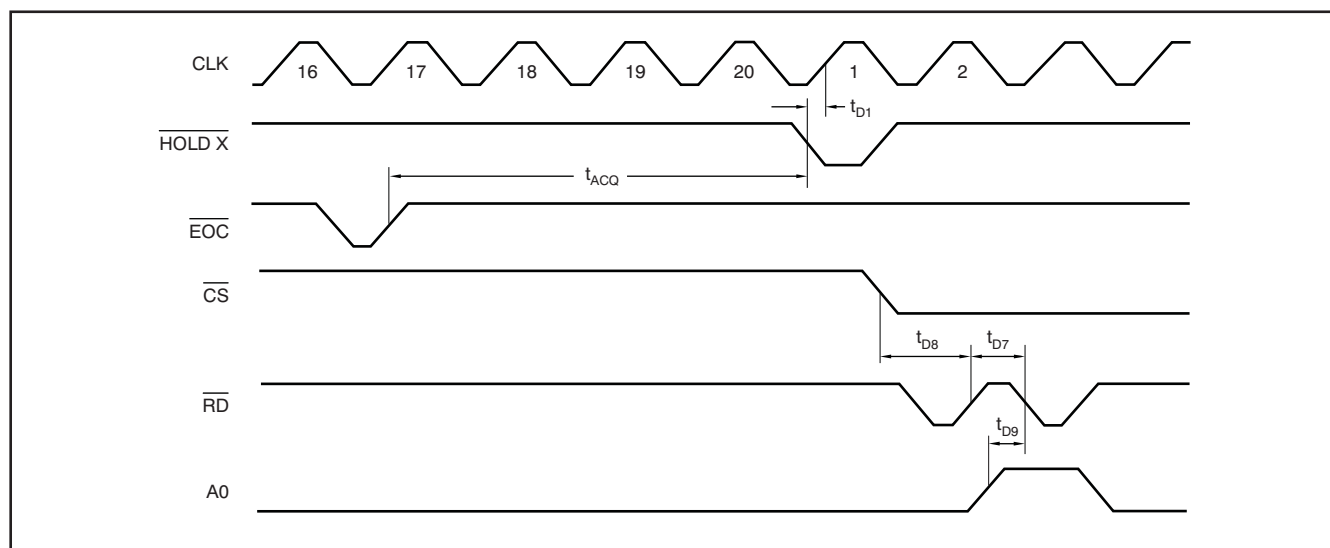 CLK
16 17 18 19 20 1 2
tD1
HOLD X
tACQ
EOC
CS
tD8 tD7
RD
tD9
A0